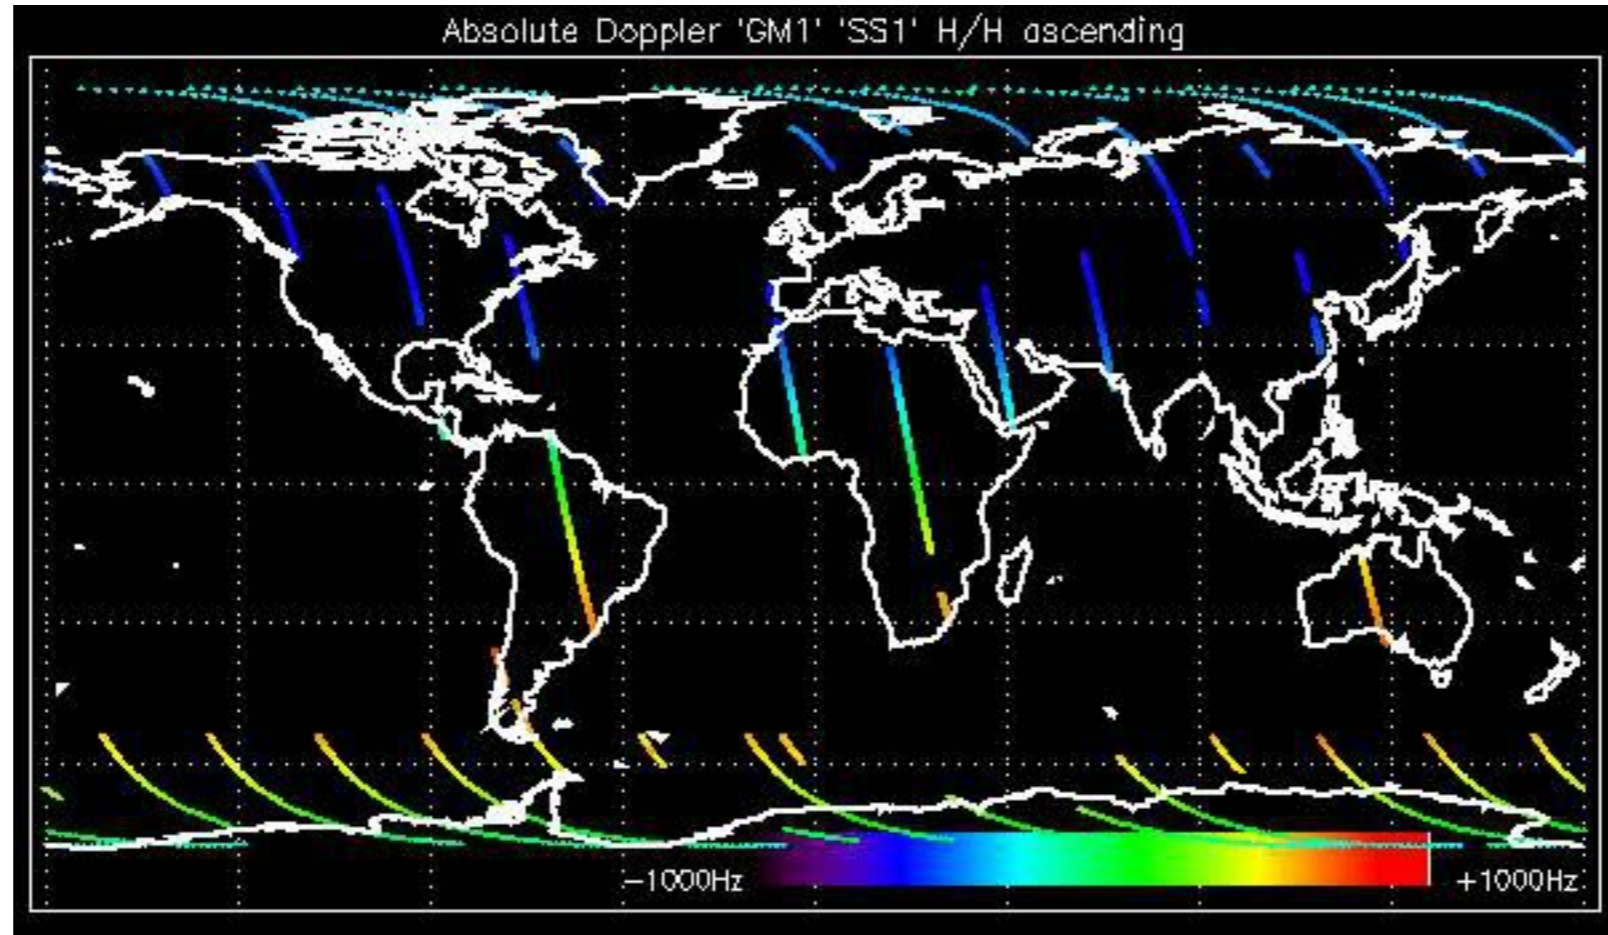 Absolute Doppler 'GM1' 'SS1' H/H ascending
−1000Hz +1000Hz